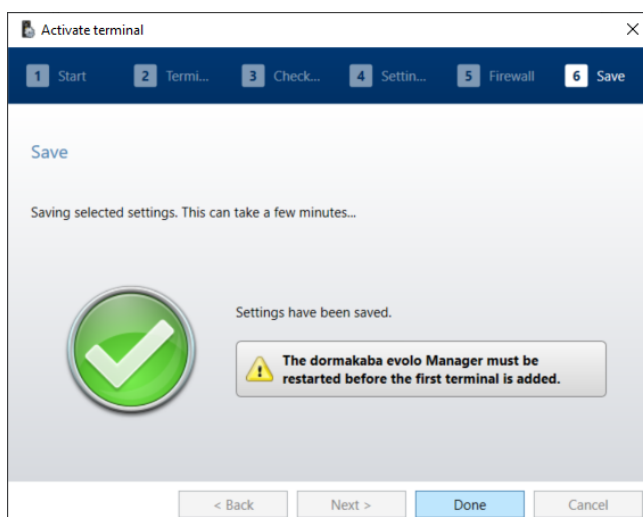 Activate terminal
1 Start 2 Termi... 3 Check... 4 Settin... 5 Firewall 6 Save
Save
Saving selected settings. This can take a few minutes...
Settings have been saved.
The dormakaba evolo Manager must be
restarted before the first terminal is added.
< Back Next > Done Cancel